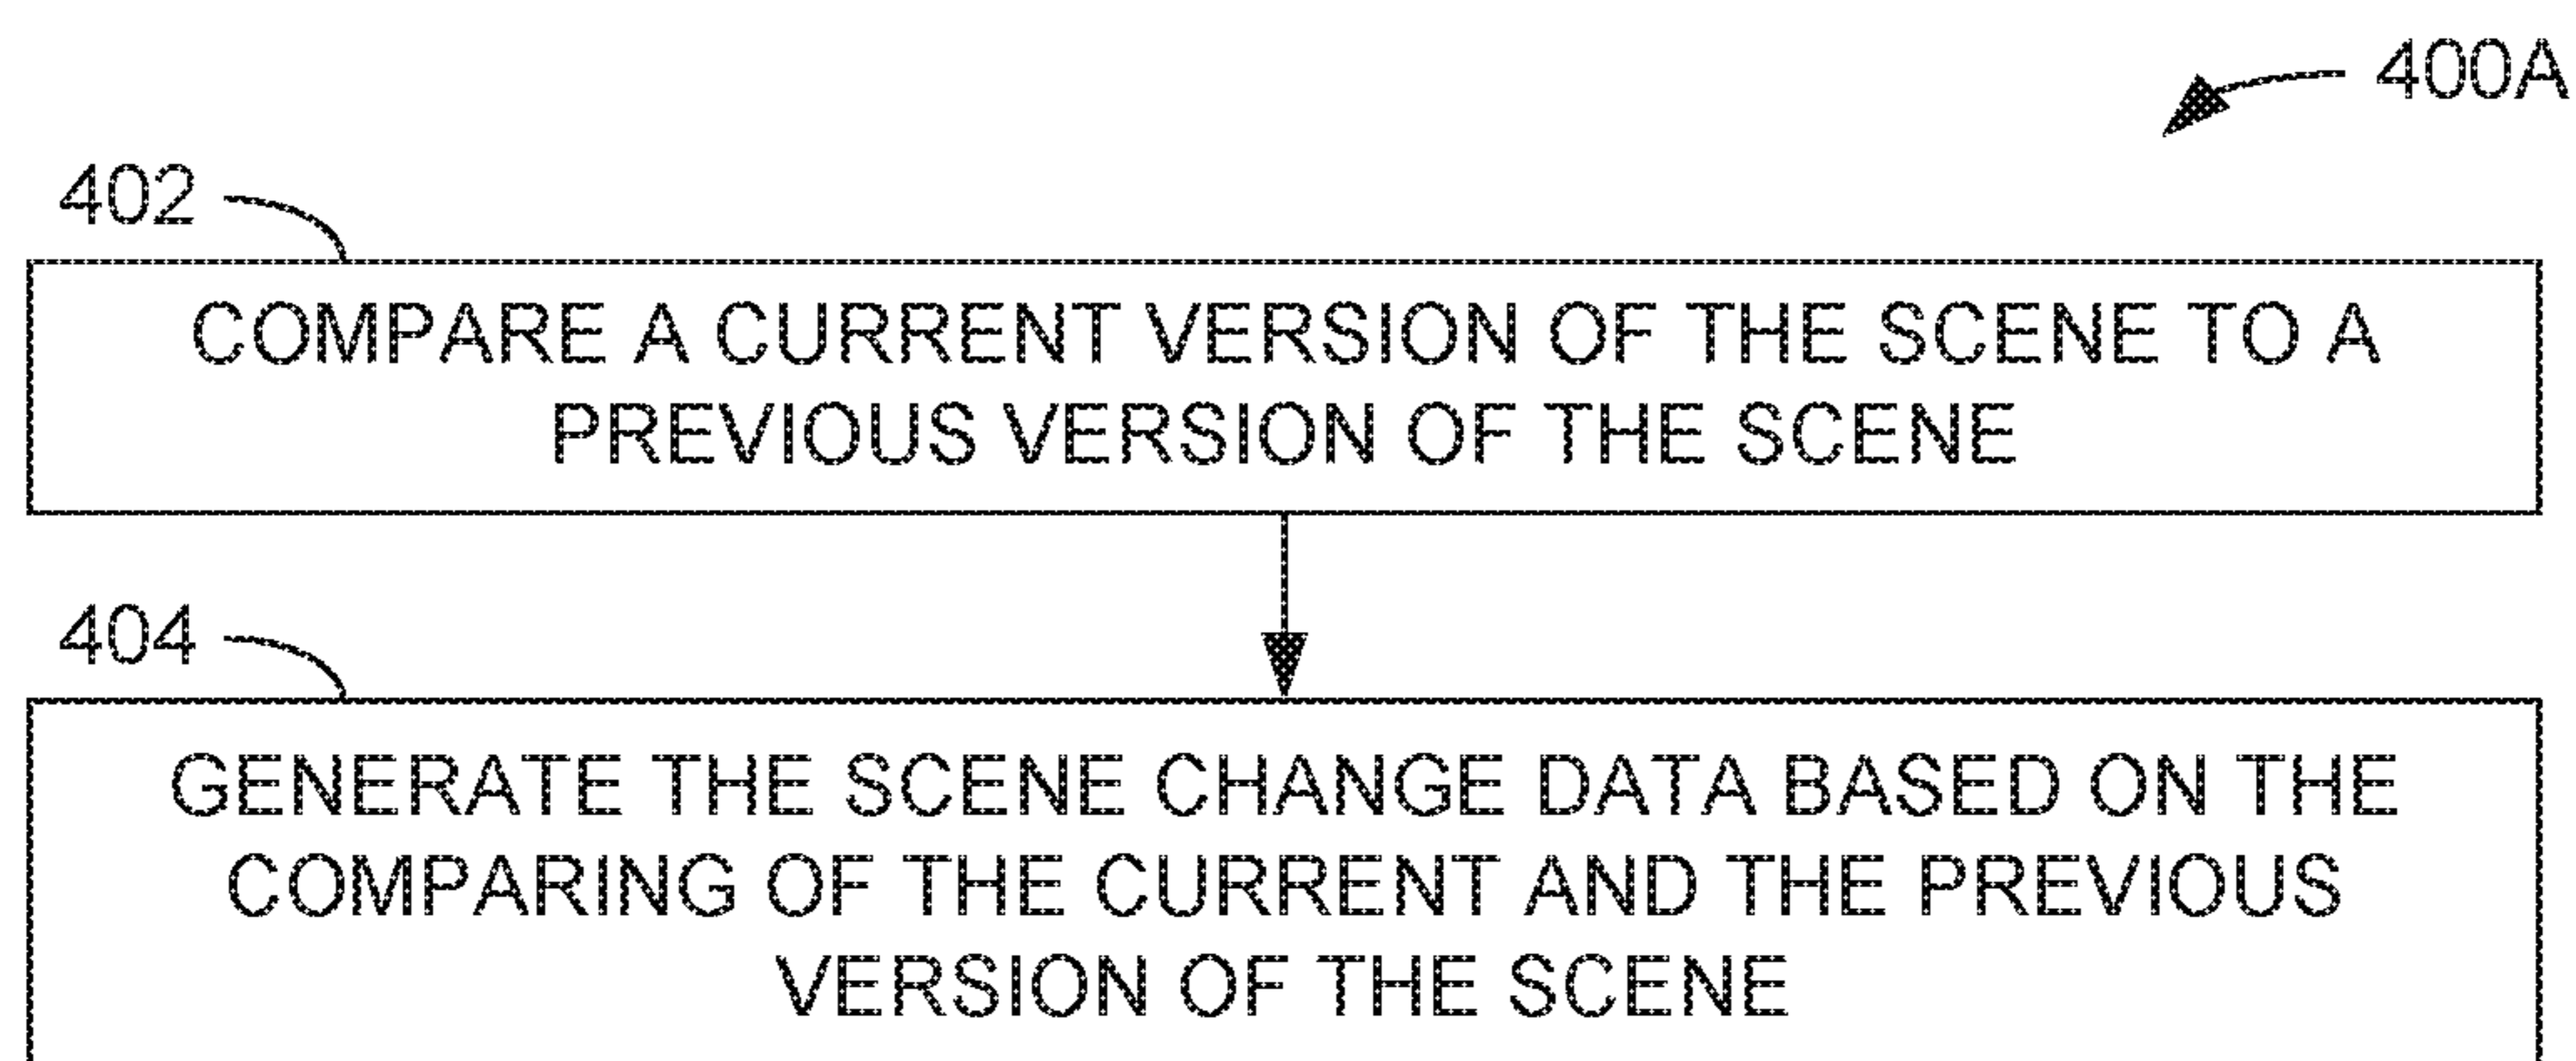 400A
402
COMPARE A CURRENT VERSION OF THE SCENE TO A
PREVIOUS VERSION OF THE SCENE
404
GENERATE THE SCENE CHANGE DATA BASED ON THE
COMPARING OF THE CURRENT AND THE PREVIOUS
VERSION OF THE SCENE